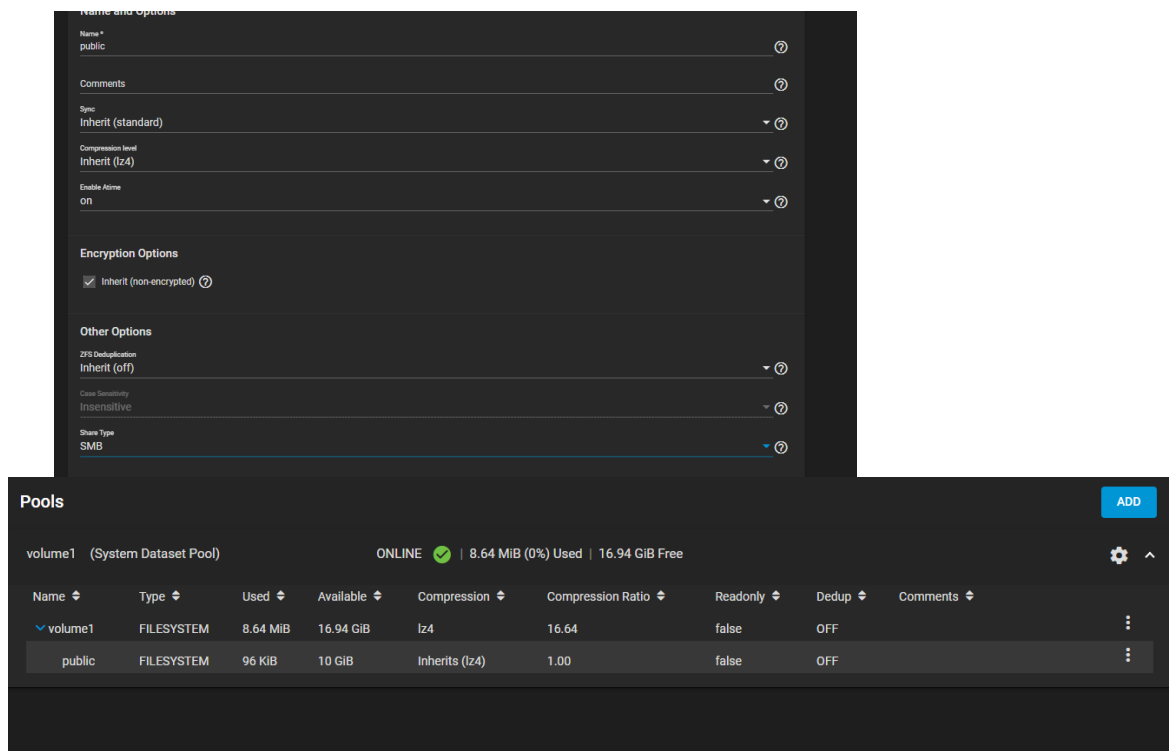 Name and Options
Name *
public
Comments
Sync
Inherit (standard)
Compression level
Inherit (lz4)
Enable Atime
on
Encryption Options
Inherit (non-encrypted)
Other Options
ZFS Deduplication
Inherit (off)
Case Sensitivity
Insensitive
Share Type
SMB
Pools
ADD
volume1 (System Dataset Pool) ONLINE | 8.64 MiB (0%) Used | 16.94 GiB Free
Name Type Used Available Compression Compression Ratio Readonly Dedup Comments
volume1 FILESYSTEM 8.64 MiB 16.94 GiB lz4 16.64 false OFF
public FILESYSTEM 96 KiB 10 GiB Inherits (lz4) 1.00 false OFF